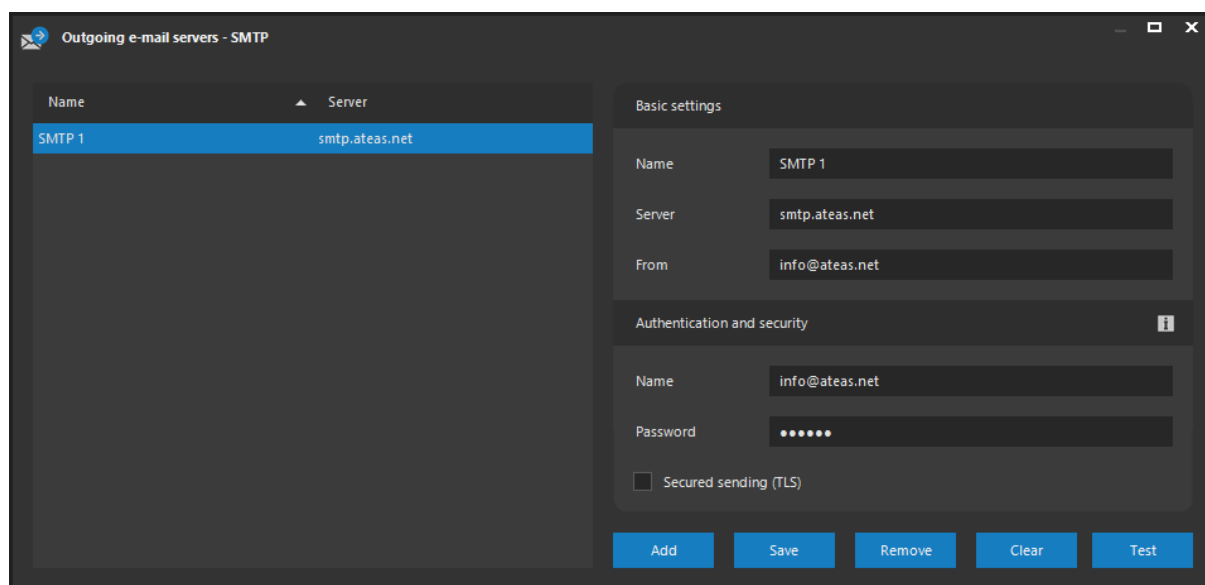 Outgoing e-mail servers - SMTP
Name Server
SMTP 1 smtp.ateas.net
Basic settings
Name SMTP 1
Server smtp.ateas.net
From info@ateas.net
Authentication and security
Name info@ateas.net
Password ••••••
Secured sending (TLS)
Add Save Remove Clear Test